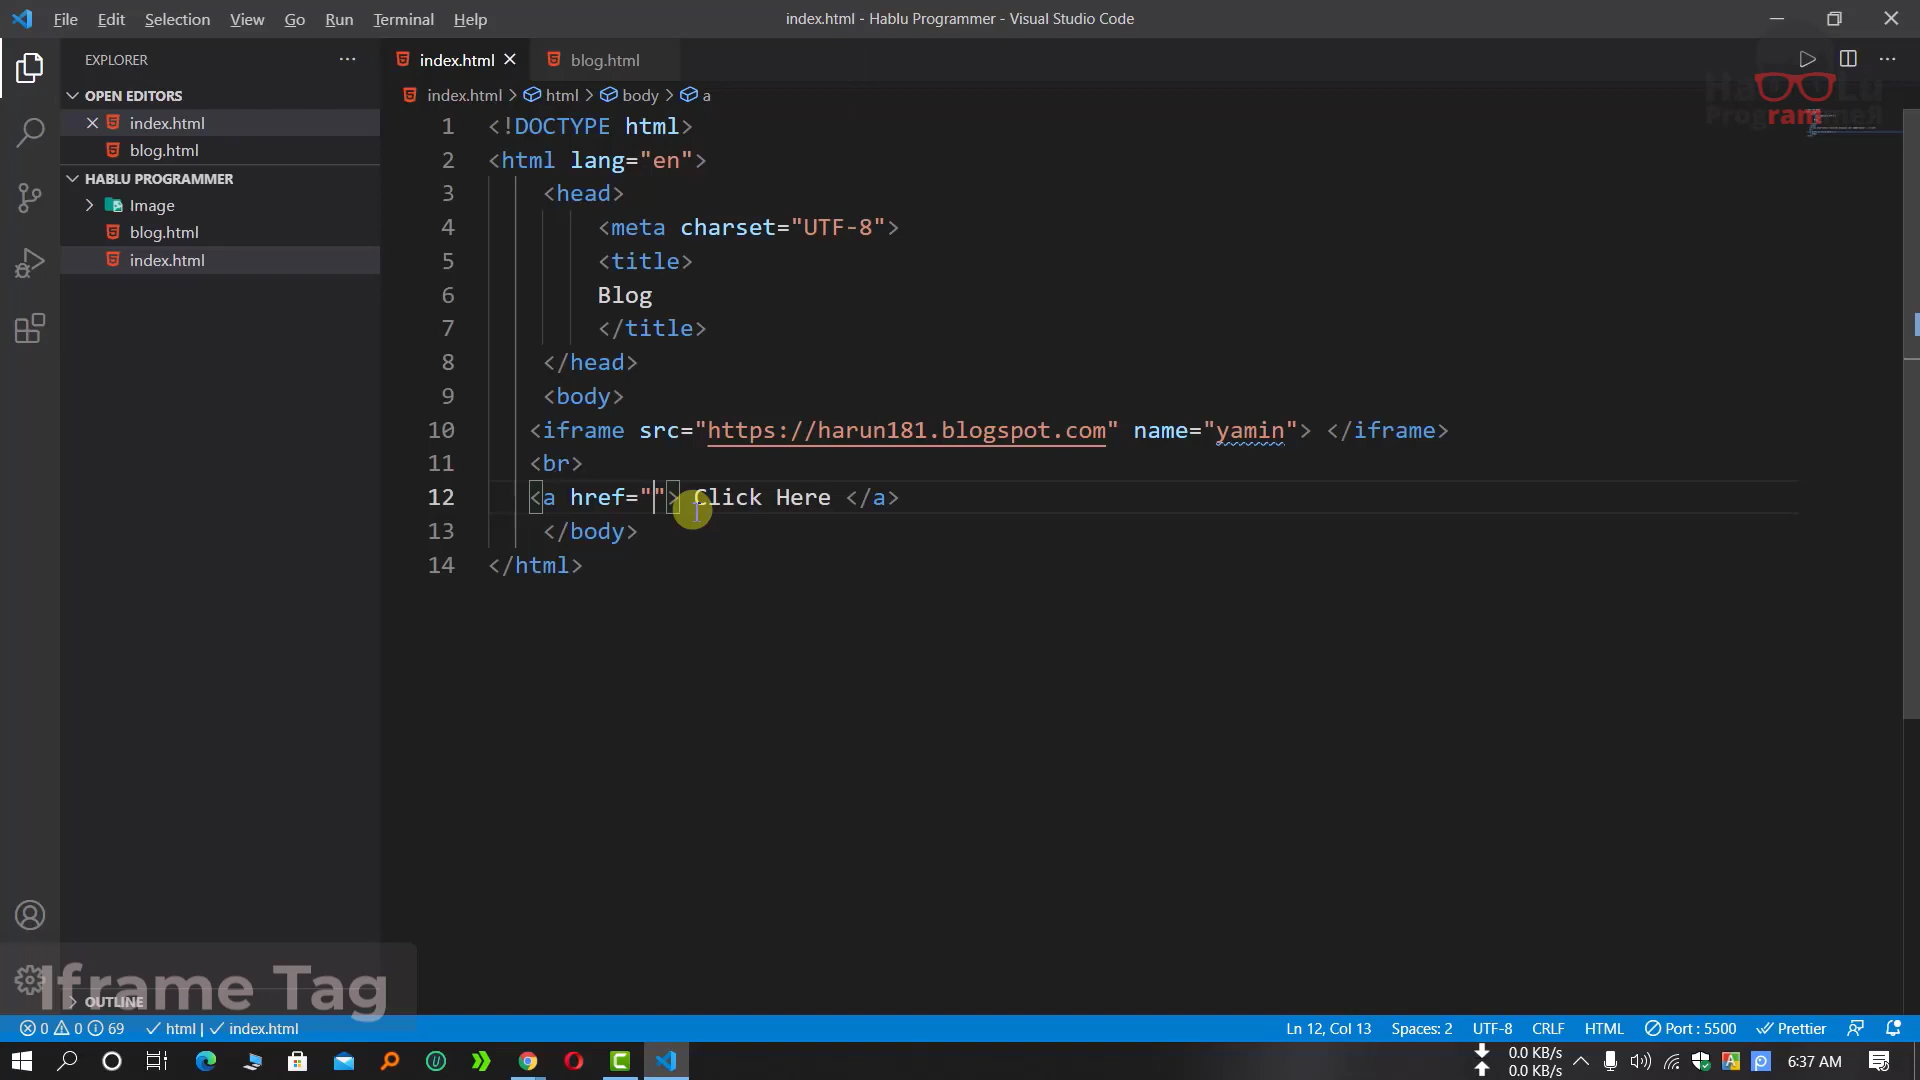 File Edit Selection View Go Run Terminal Help
index.html - Hablu Programmer - Visual Studio Code
EXPLORER
OPEN EDITORS
index.html
blog.html
HABLU PROGRAMMER
Image
blog.html
index.html
OUTLINE
index.html blog.html
index.html > html > body > a
1 <!DOCTYPE html>
2 <html lang="en">
3 <head>
4 <meta charset="UTF-8">
5 <title>
6 Blog
7 </title>
8 </head>
9 <body>
10 <iframe src="https://harun181.blogspot.com" name="yamin"> </iframe>
11 <br>
12 <a href=""> Click Here </a>
13 </body>
14 </html>
HabluLu
ProgrammeR
Iframe Tag
0 0 69 html | index.html
Ln 12, Col 13 Spaces: 2 UTF-8 CRLF HTML Port : 5500 Prettier
0.0 KB/s
0.0 KB/s
6:37 AM